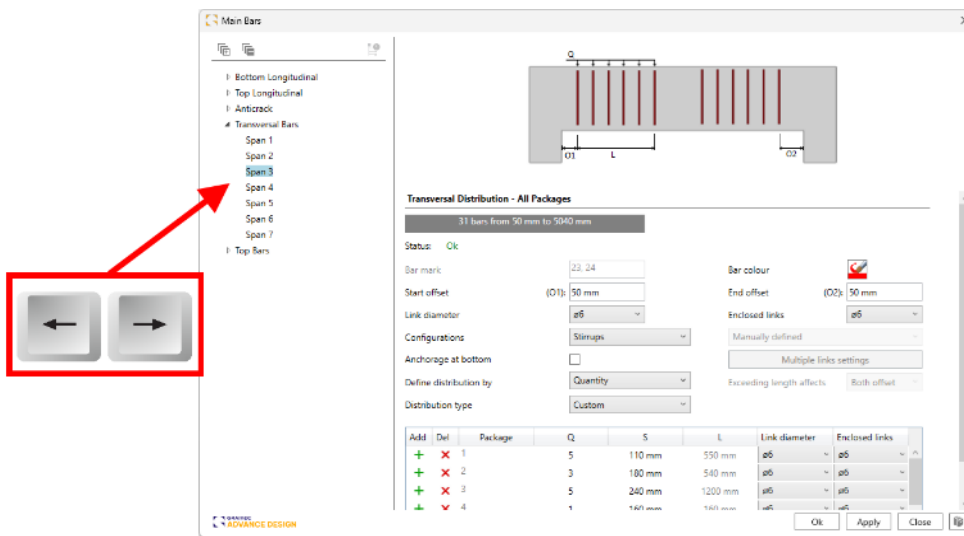 Main Bars
Bottom Longitudinal
Top Longitudinal
Anticrack
Transversal Bars
Span 1
Span 2
Span 3
Span 4
Span 5
Span 6
Span 7
Top Bars
Q
O1 L O2
Transversal Distribution - All Packages
31 bars from 50 mm to 5040 mm
Status: Ok
Bar mark 23, 24 Bar colour
Start offset (O1): 50 mm End offset (O2): 50 mm
Link diameter ø6 Enclosed links ø6
Configurations Stirrups Manually defined
Anchorage at bottom Multiple links settings
Define distribution by Quantity Exceeding length affects Both offset
Distribution type Custom
Add Del Package Q S L Link diameter Enclosed links
1 5 110 mm 550 mm ø6 ø6
2 3 180 mm 540 mm ø6 ø6
3 5 240 mm 1200 mm ø6 ø6
4 1 160 mm 160 mm ø6 ø6
GRAITEC
ADVANCE DESIGN
Ok Apply Close